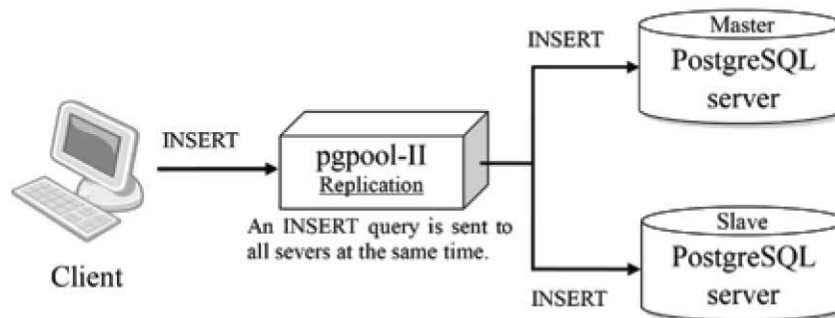 Client
INSERT
pgpool-II
Replication
An INSERT query is sent to
all severs at the same time.
INSERT
Master
PostgreSQL
server
INSERT
Slave
PostgreSQL
server